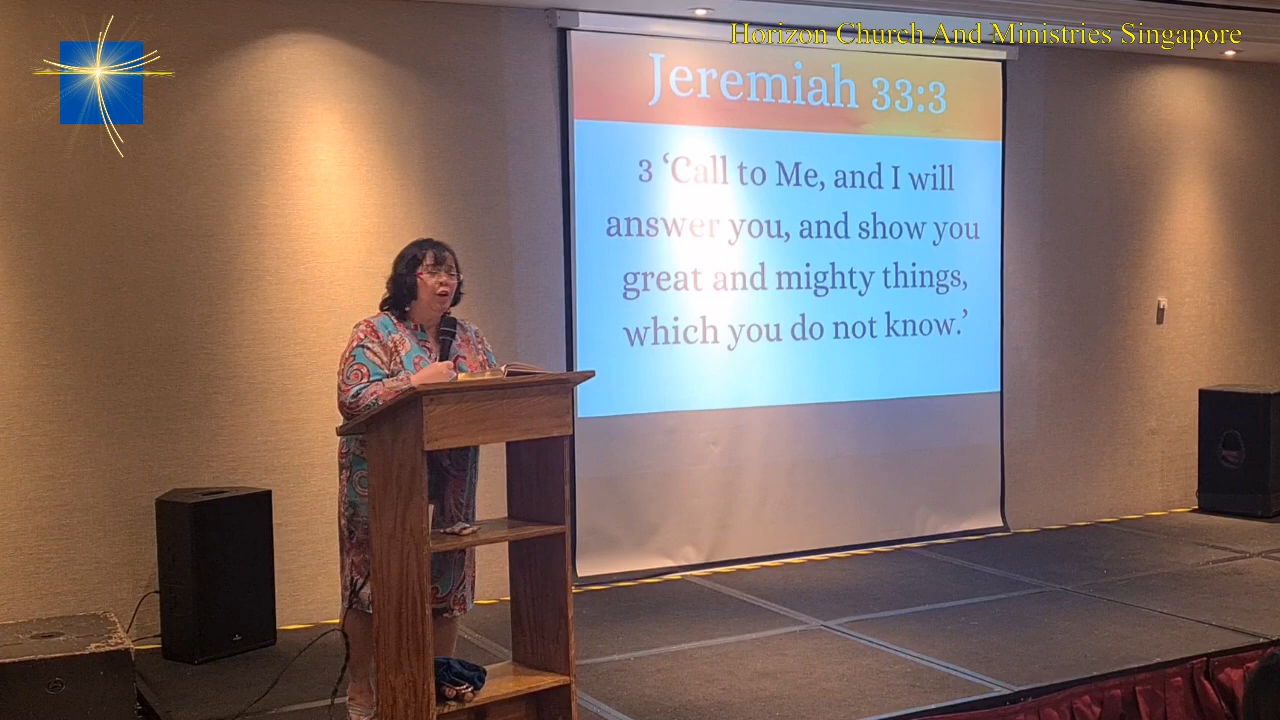 Horizon Church And Ministries Singapore
Jeremiah 33:3
3 ‘Call to Me, and I will
answer you, and show you
great and mighty things,
which you do not know.’